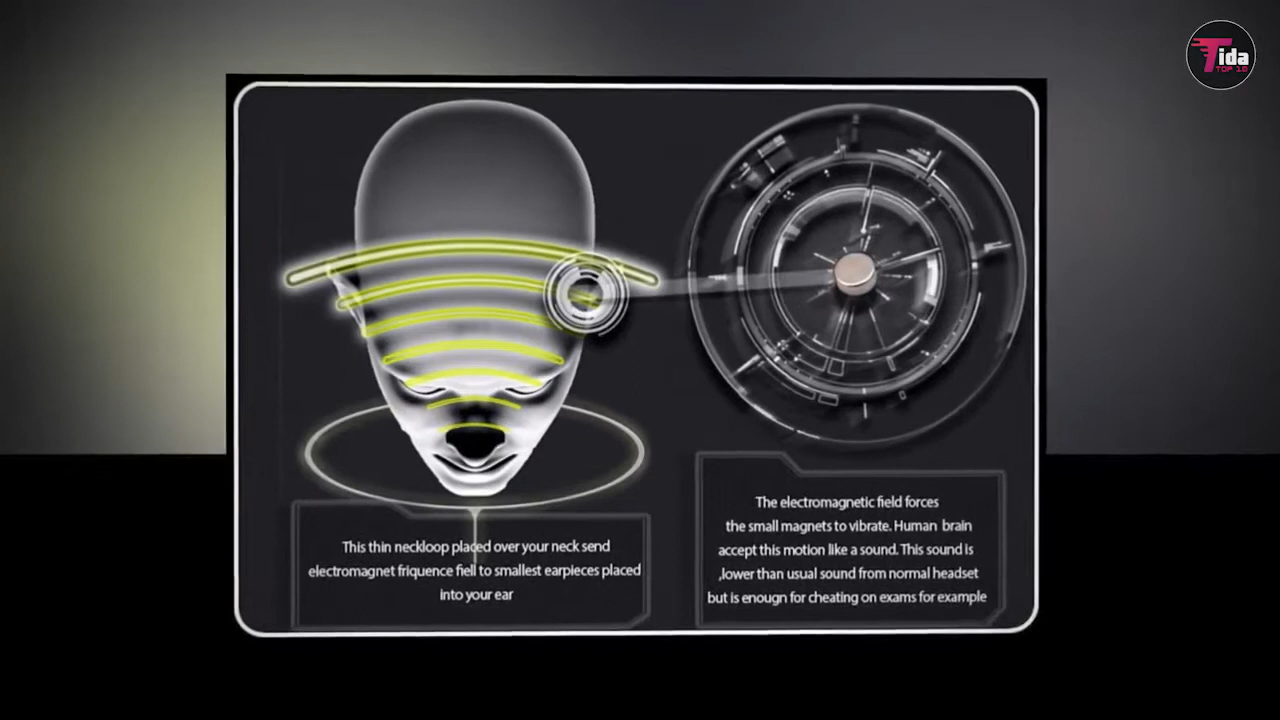 Tida
TOP 10
This thin neckloop placed over your neck send
electromagnet friquence fiell to smallest earpieces placed
into your ear
The electromagnetic field forces
the small magnets to vibrate. Human brain
accept this motion like a sound. This sound is
,lower than usual sound from normal headset
but is enougn for cheating on exams for example